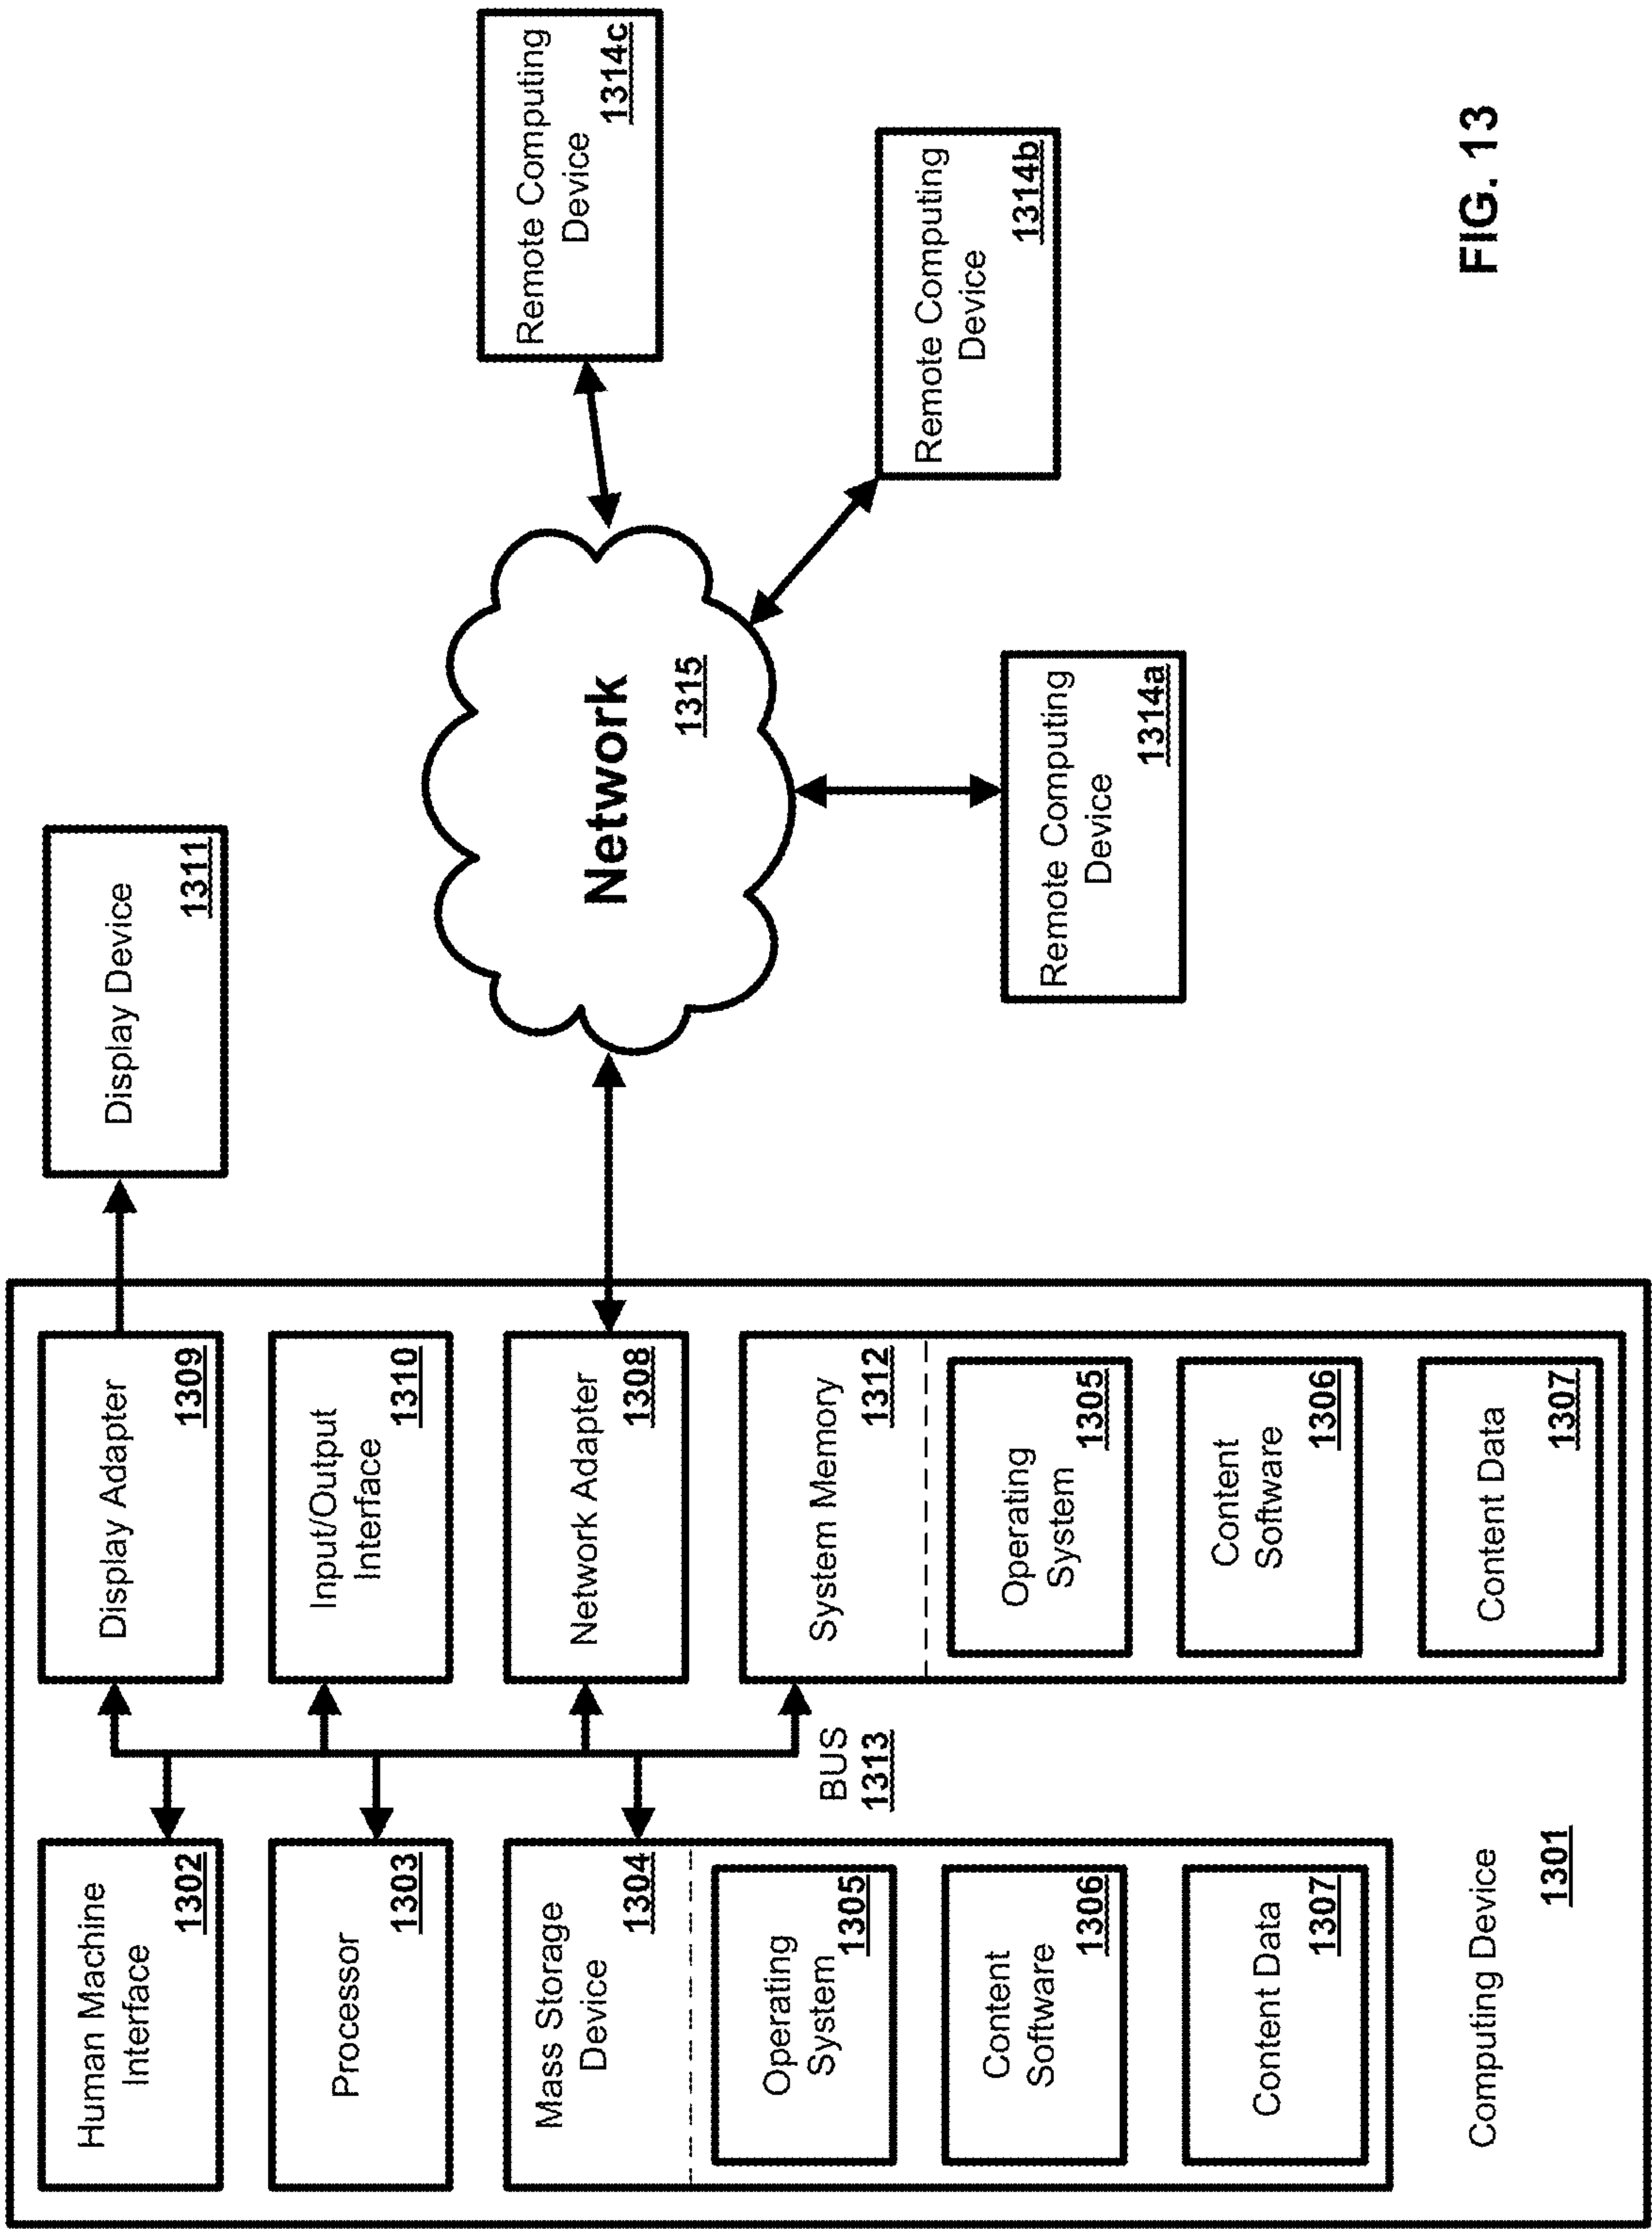 Human Machine
Interface
1302
Processor
1303
Mass Storage
Device
1304
Operating
System
1305
Content
Software
1306
Content Data
1307
Computing Device
1301
BUS
1313
Display Adapter
1309
Input/Output
Interface
1310
Network Adapter
1308
System Memory
1312
Operating
System
1305
Content
Software
1306
Content Data
1307
Display Device
1311
Network
1315
Remote Computing
Device
1314a
Remote Computing
Device
1314b
Remote Computing
Device
1314c
FIG. 13